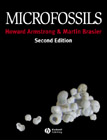 MICROFOSSILS
Howard Armstrong & Martin Brasier
Second Edition